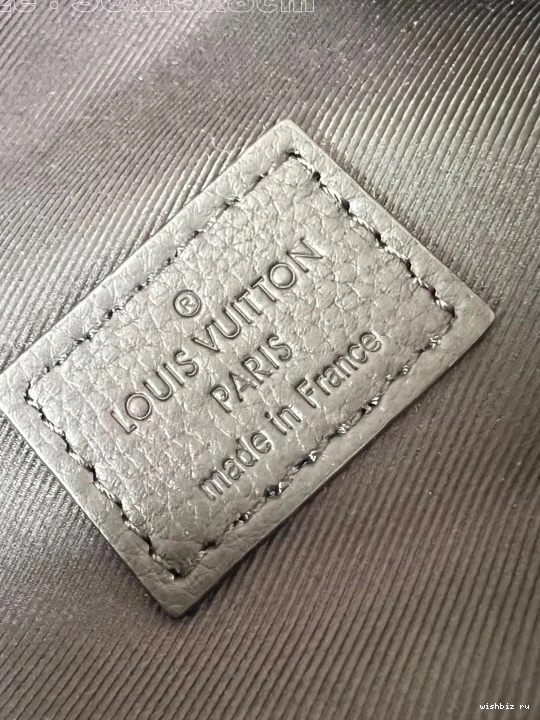 ®
LOUIS VUITTON
PARIS
made in France
wishbiz ru